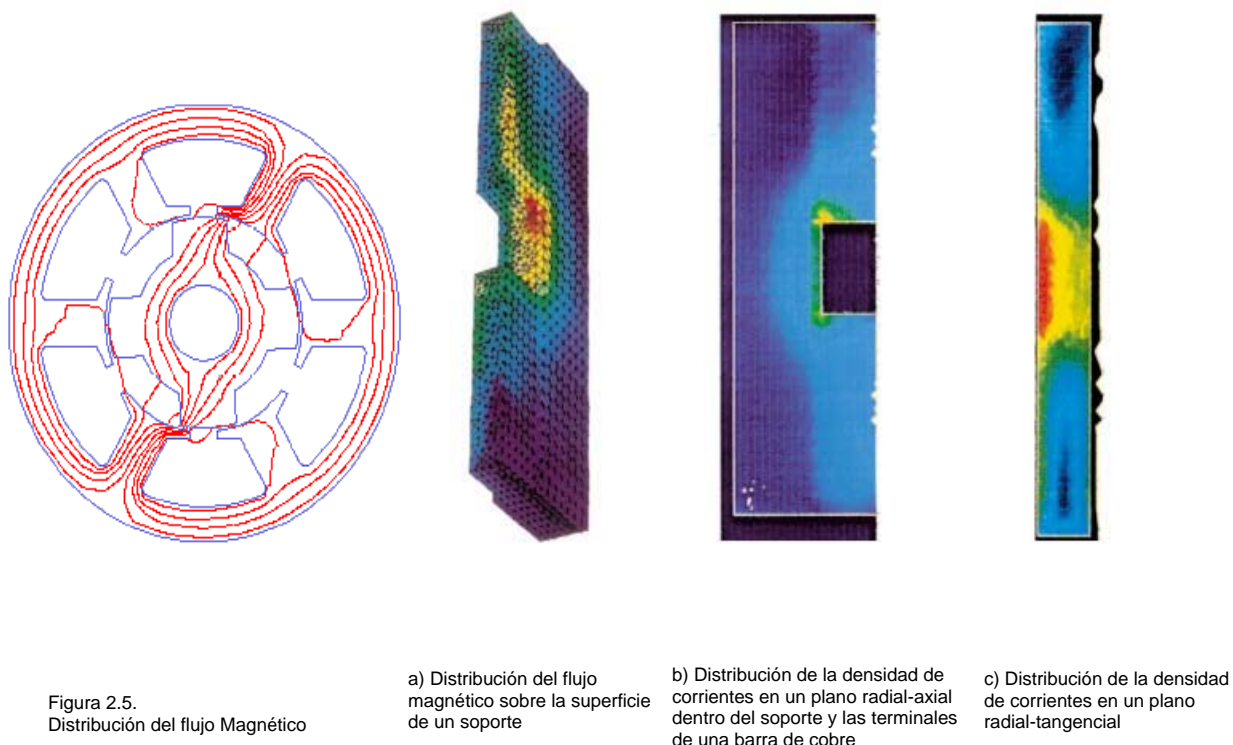 Figura 2.5.
Distribución del flujo Magnético
a) Distribución del flujo
magnético sobre la superficie
de un soporte
b) Distribución de la densidad de
corrientes en un plano radial-axial
dentro del soporte y las terminales
de una barra de cobre
c) Distribución de la densidad
de corrientes en un plano
radial-tangencial